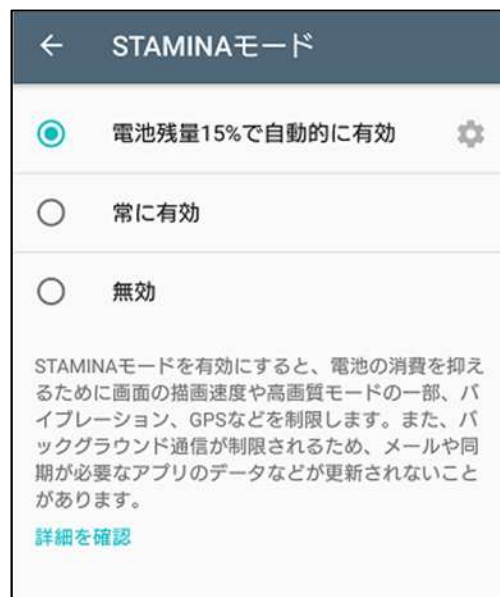 STAMINAモード
電池残量15%で自動的に有効
常に有効
無効
STAMINAモードを有効にすると、電池の消費を抑え
るために画面の描画速度や高画質モードの一部、バ
イブレーション、GPSなどを制限します。また、バ
ックグラウンド通信が制限されるため、メールや同
期が必要なアプリのデータなどが更新されないこと
があります。
詳細を確認